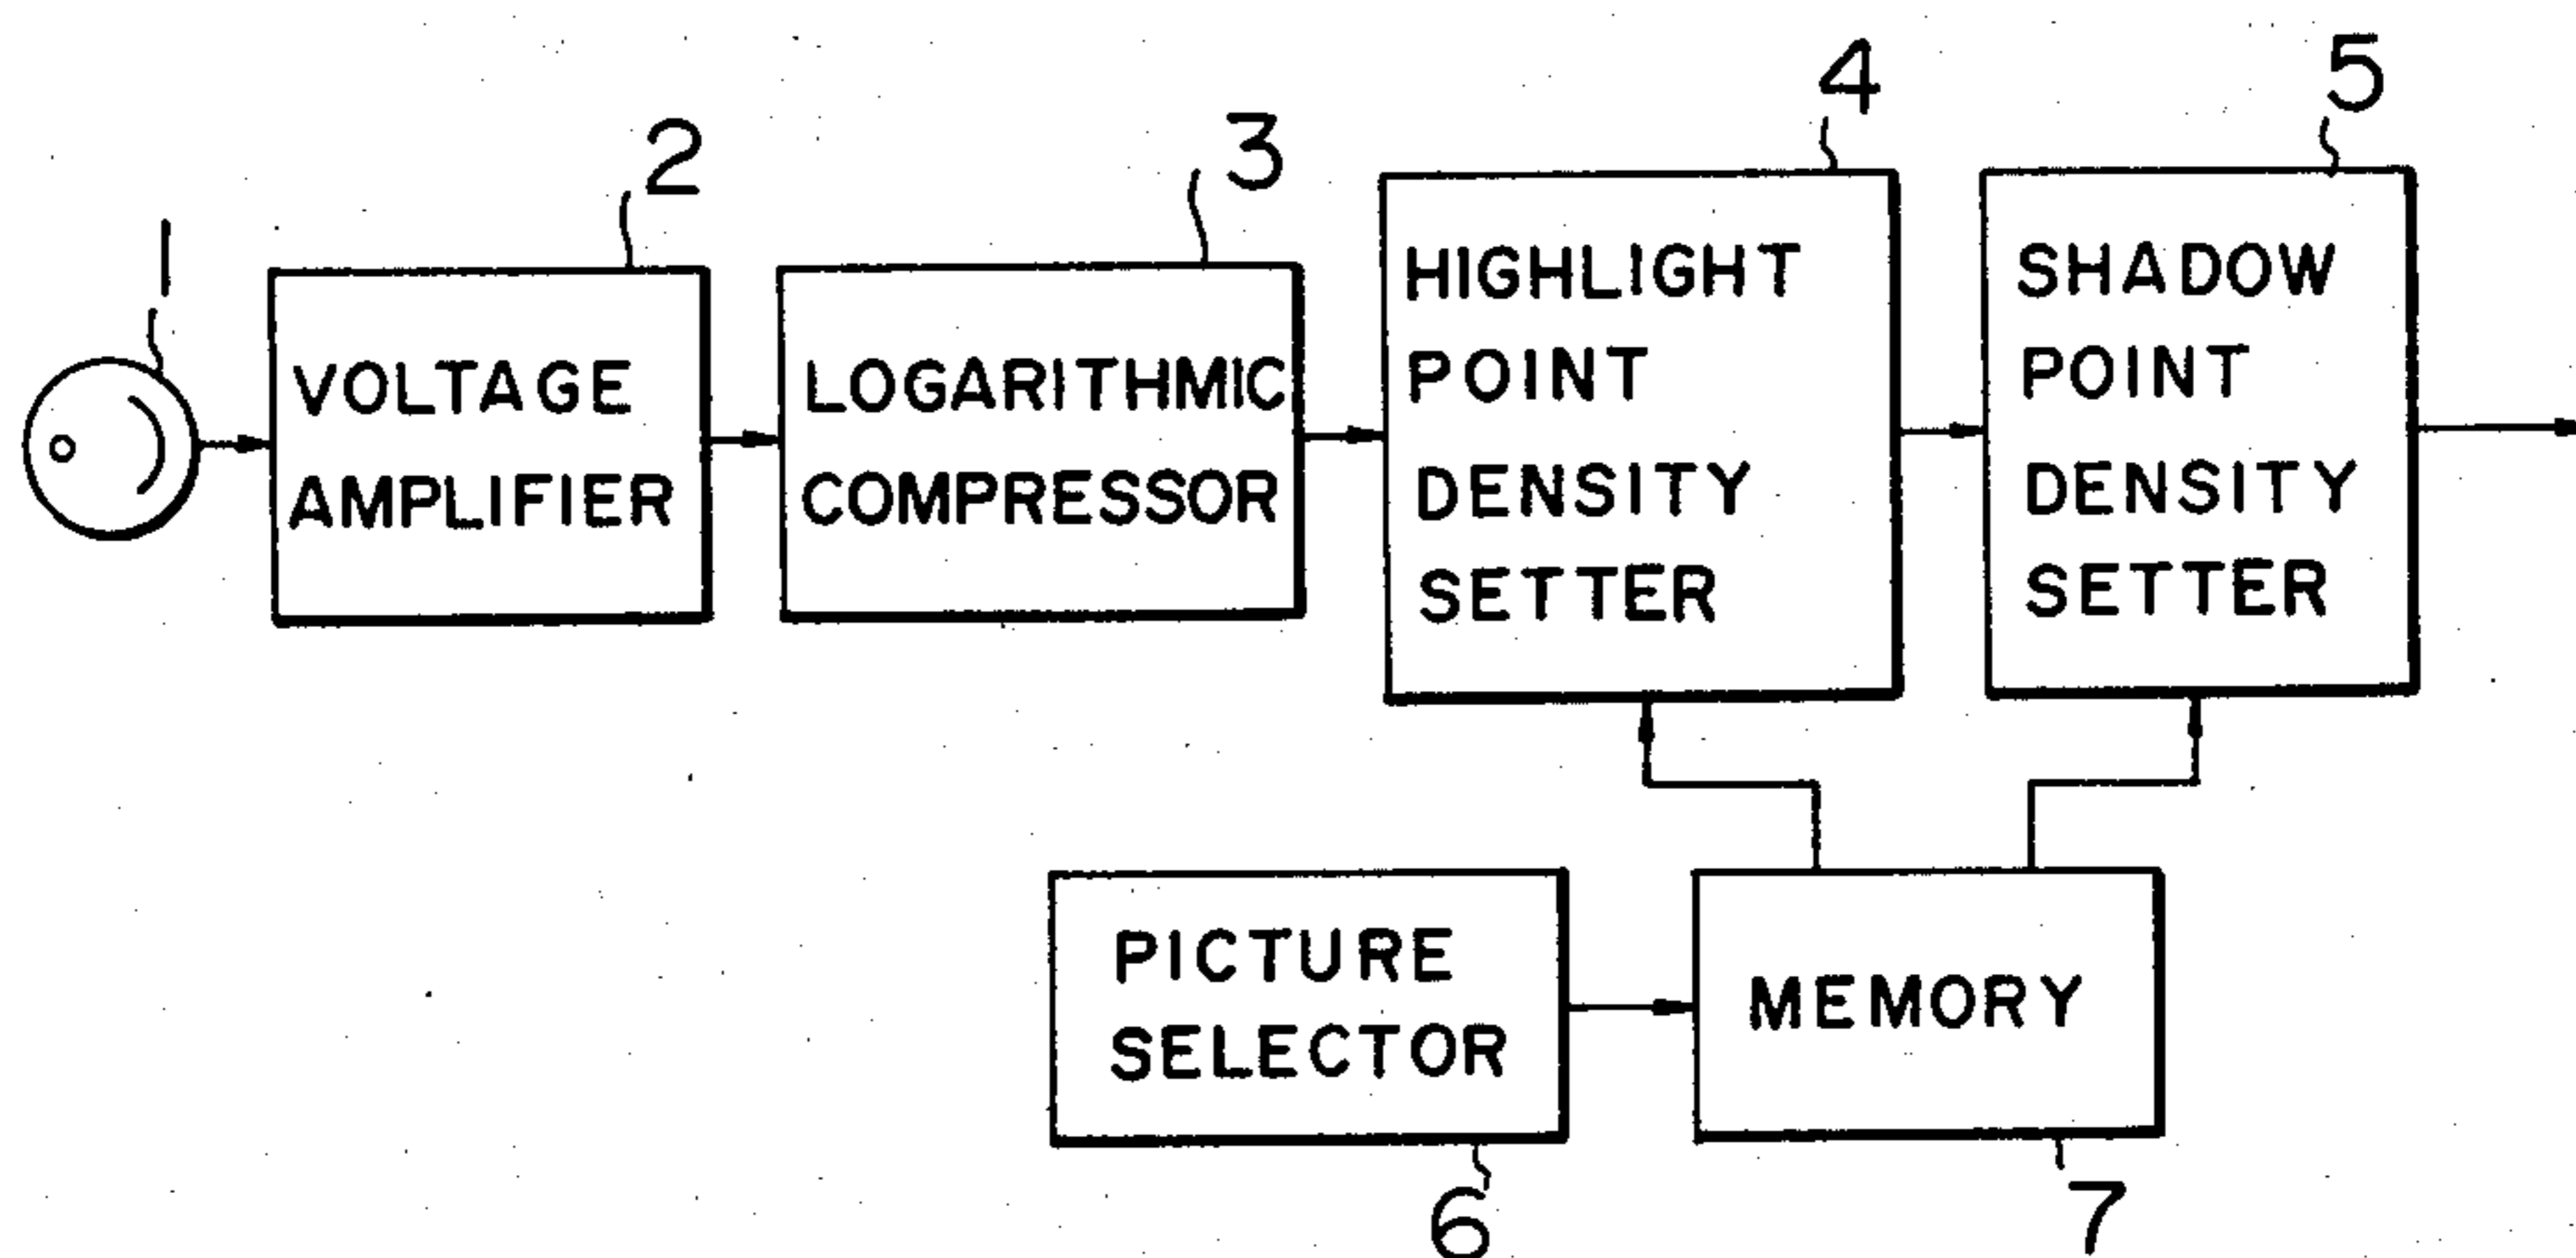 1
2
3
4
5
VOLTAGE
AMPLIFIER
LOGARITHMIC
COMPRESSOR
HIGHLIGHT
POINT
DENSITY
SETTER
SHADOW
POINT
DENSITY
SETTER
PICTURE
SELECTOR
MEMORY
6
7